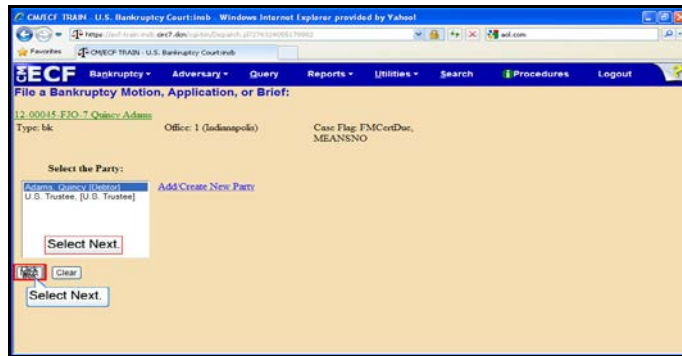 CM/ECF TRAIN - U.S. Bankruptcy Court:insb - Windows Internet Explorer provided by Yahoo!
aol.com
Favorites CM/ECF TRAIN - U.S. Bankruptcy Court:insb
ECF Bankruptcy Adversary Query Reports Utilities Search Procedures Logout ?
File a Bankruptcy Motion, Application, or Brief:
12-00045-FJO-7 Quincy Adams
Type: bk Office: 1 (Indianapolis) Case Flag: FMCertDue,
MEANSNO
Select the Party:
Adams, Quincy [Debtor] Add/Create New Party
U.S. Trustee, [U.S. Trustee]
Select Next.
Clear
Select Next.